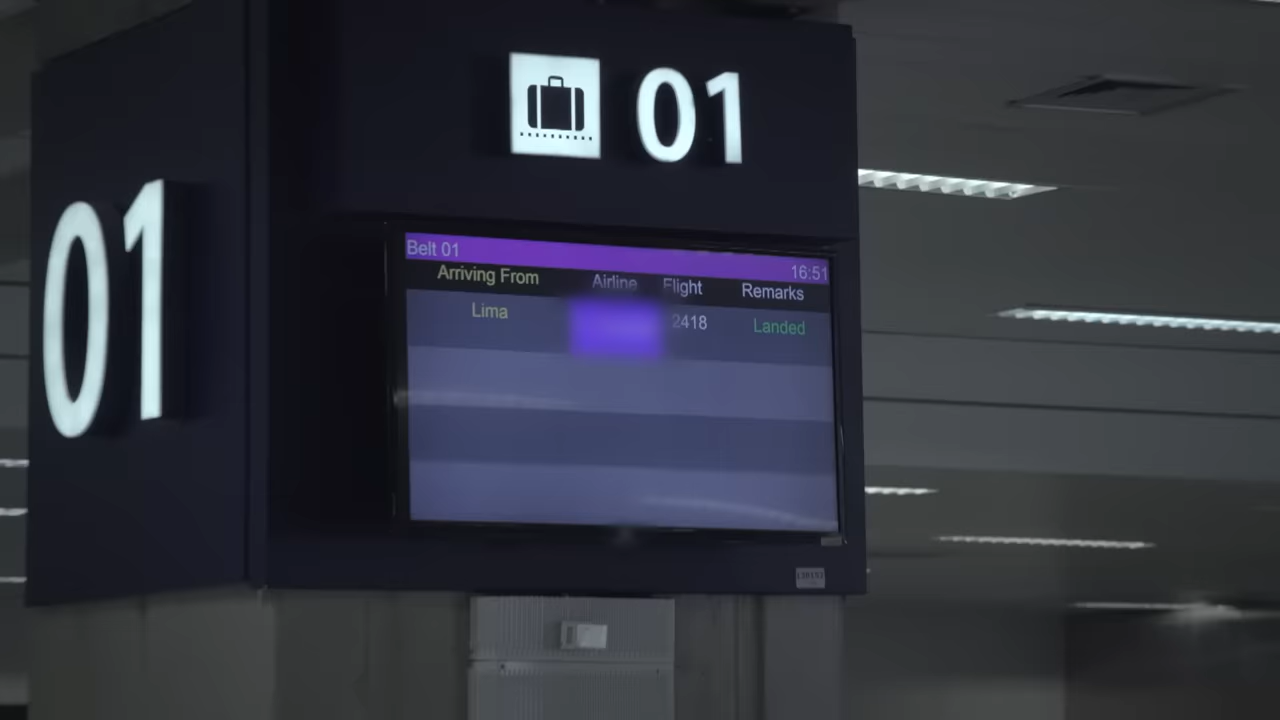 01
01
Belt 01 16:51
Arriving From Airline Flight Remarks
Lima 2418 Landed